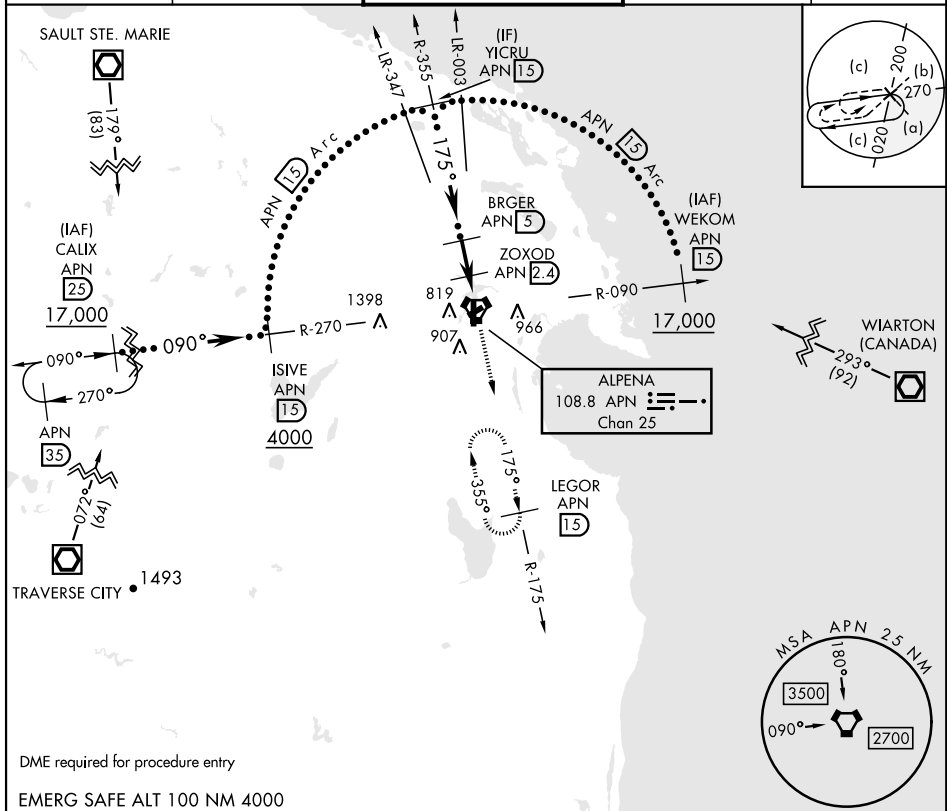 SAULT STE. MARIE
179°
(83)
LR-347
R-355
LR-003
(IF)
YICRU
APN 15
175°
APN 15 Arc
APN 15 Arc
BRGER
APN 5
ZOXOD
APN 2.4
(IAF)
WEKOM
APN
15
R-090
17,000
(IAF)
CALIX
APN
25
17,000
090°
270°
APN
35
090°
R-270
1398
819
907
966
ISIVE
APN
15
4000
ALPENA
108.8 APN
Chan 25
WIARTON
(CANADA)
293°
(92)
072°
(64)
TRAVERSE CITY
1493
175°
355°
LEGOR
APN
15
R-175
(c)
200
(b)
270
(a)
(c)
020
MSA APN 25 NM
180°
3500
090°
2700
DME required for procedure entry
EMERG SAFE ALT 100 NM 4000